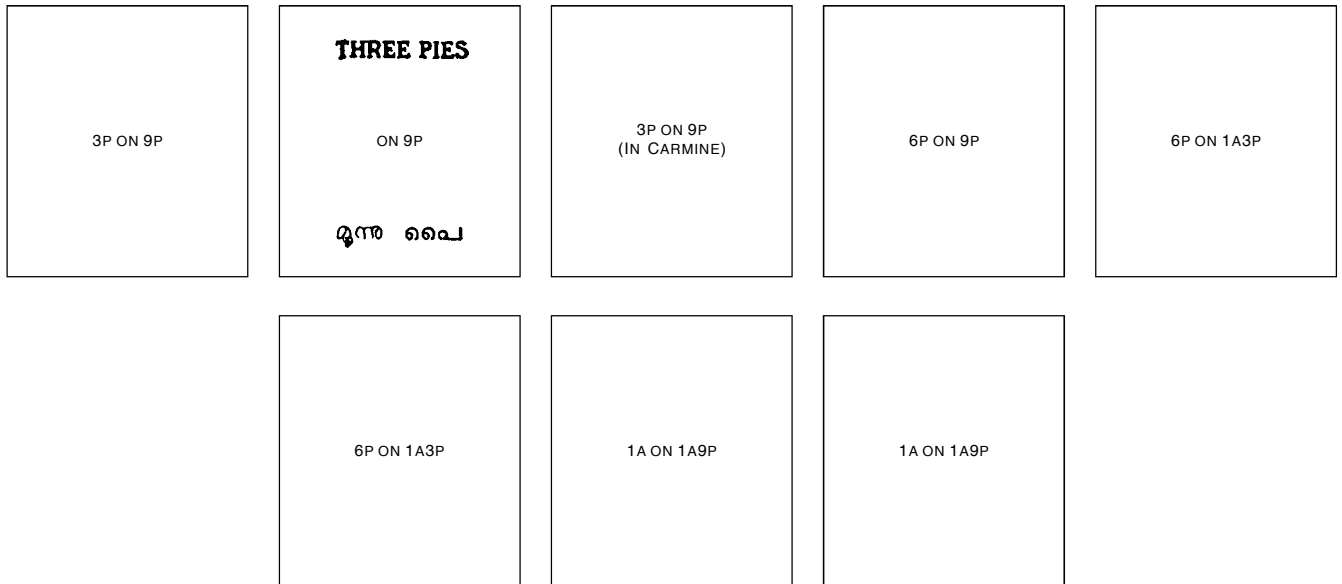 3P ON 9P
THREE PIES
ON 9P
മൂന്നു പൈ
3P ON 9P
(IN CARMINE)
6P ON 9P
6P ON 1A3P
6P ON 1A3P
1A ON 1A9P
1A ON 1A9P